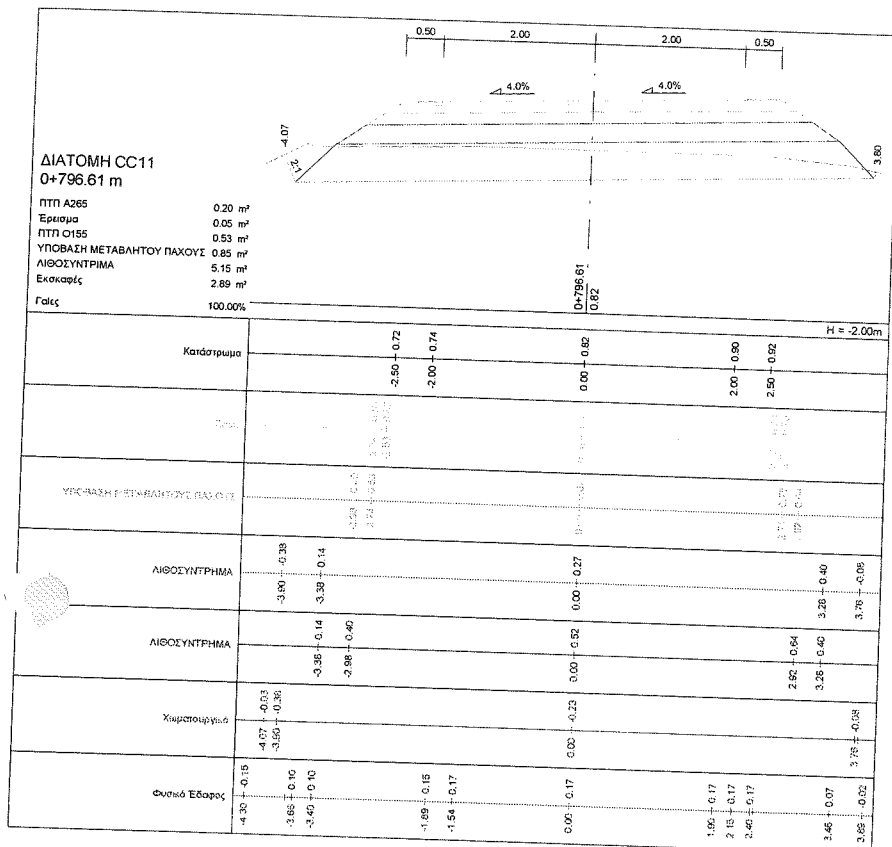 0.50 2.00 2.00 0.50
4.0% 4.0%
-4.07 2:1 3.80
ΔΙΑΤΟΜΗ CC11
0+796.61 m
ΠΤΠ Α265 0.20 m²
Έρεισμα 0.05 m²
ΠΤΠ Ο155 0.53 m²
ΥΠΟΒΑΣΗ ΜΕΤΑΒΛΗΤΟΥ ΠΑΧΟΥΣ 0.85 m²
ΛΙΘΟΣΥΝΤΡΙΜΑ 5.15 m²
Εκσκαφές 2.89 m²
Γαίες 100.00%
0+796.61
0.82
H = -2.00m
Κατάστρωμα
-2.50 0.72
-2.00 0.74
0.00 0.82
2.00 0.90
2.50 0.92
ΛΙΘΟΣΥΝΤΡΗΜΑ
-3.90 -0.38
-3.38 0.14
0.00 0.27
3.28 0.40
3.76 -0.08
ΛΙΘΟΣΥΝΤΡΗΜΑ
-3.38 0.14
-2.98 0.40
0.00 0.52
2.92 0.64
3.28 0.40
Χωματουργικά
-4.07 -0.03
-3.90 -0.38
0.00 -0.23
3.76 -0.08
Φυσικό Έδαφος
-4.30 -0.15
-3.66 0.10
-3.40 0.10
-1.89 0.15
-1.54 0.17
0.00 0.17
1.90 0.17
2.15 0.17
2.40 0.17
3.46 0.07
3.89 -0.02